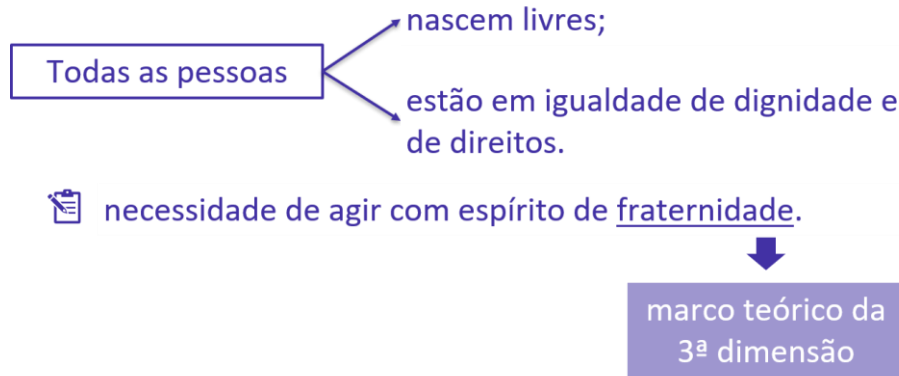 nascem livres;
Todas as pessoas
estão em igualdade de dignidade e
de direitos.
necessidade de agir com espírito de fraternidade.
marco teórico da
3ª dimensão